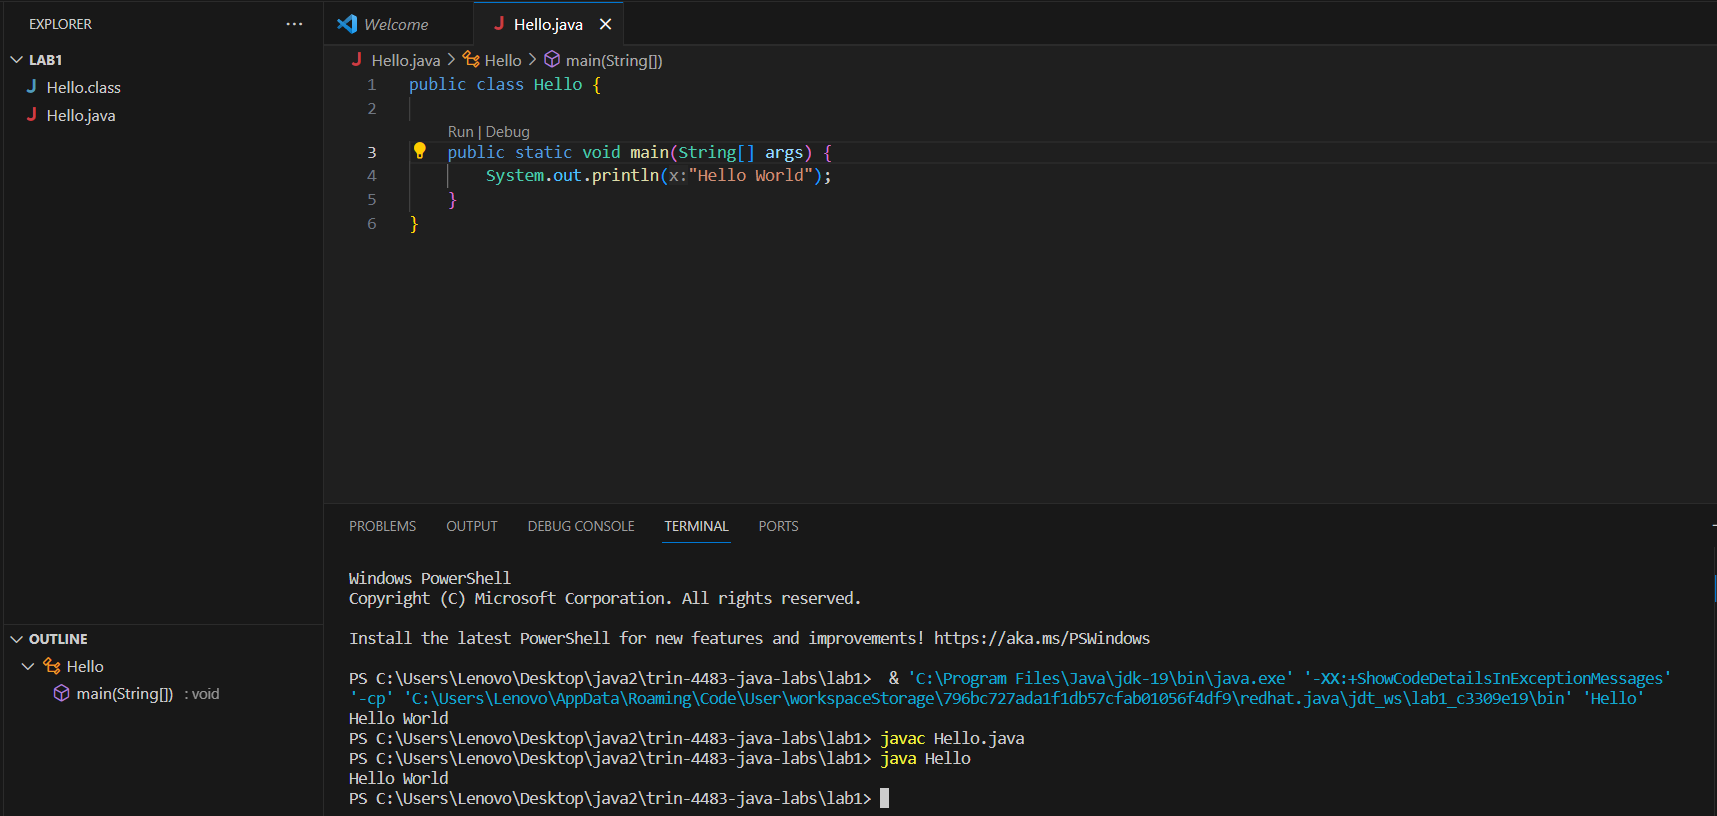 EXPLORER ···
LAB1
J Hello.class
J Hello.java
OUTLINE
Hello
main(String[]) : void
Welcome J Hello.java
J Hello.java > Hello > main(String[])
1 public class Hello {
2
Run | Debug
3 public static void main(String[] args) {
4 System.out.println(x:"Hello World");
5 }
6 }
PROBLEMS OUTPUT DEBUG CONSOLE TERMINAL PORTS
Windows PowerShell
Copyright (C) Microsoft Corporation. All rights reserved.
Install the latest PowerShell for new features and improvements! https://aka.ms/PSWindows
PS C:\Users\Lenovo\Desktop\java2\trin-4483-java-labs\lab1>  & 'C:\Program Files\Java\jdk-19\bin\java.exe' '-XX:+ShowCodeDetailsInExceptionMessages'
'-cp' 'C:\Users\Lenovo\AppData\Roaming\Code\User\workspaceStorage\796bc727ada1f1db57cfab01056f4df9\redhat.java\jdt_ws\lab1_c3309e19\bin' 'Hello'
Hello World
PS C:\Users\Lenovo\Desktop\java2\trin-4483-java-labs\lab1> javac Hello.java
PS C:\Users\Lenovo\Desktop\java2\trin-4483-java-labs\lab1> java Hello
Hello World
PS C:\Users\Lenovo\Desktop\java2\trin-4483-java-labs\lab1>